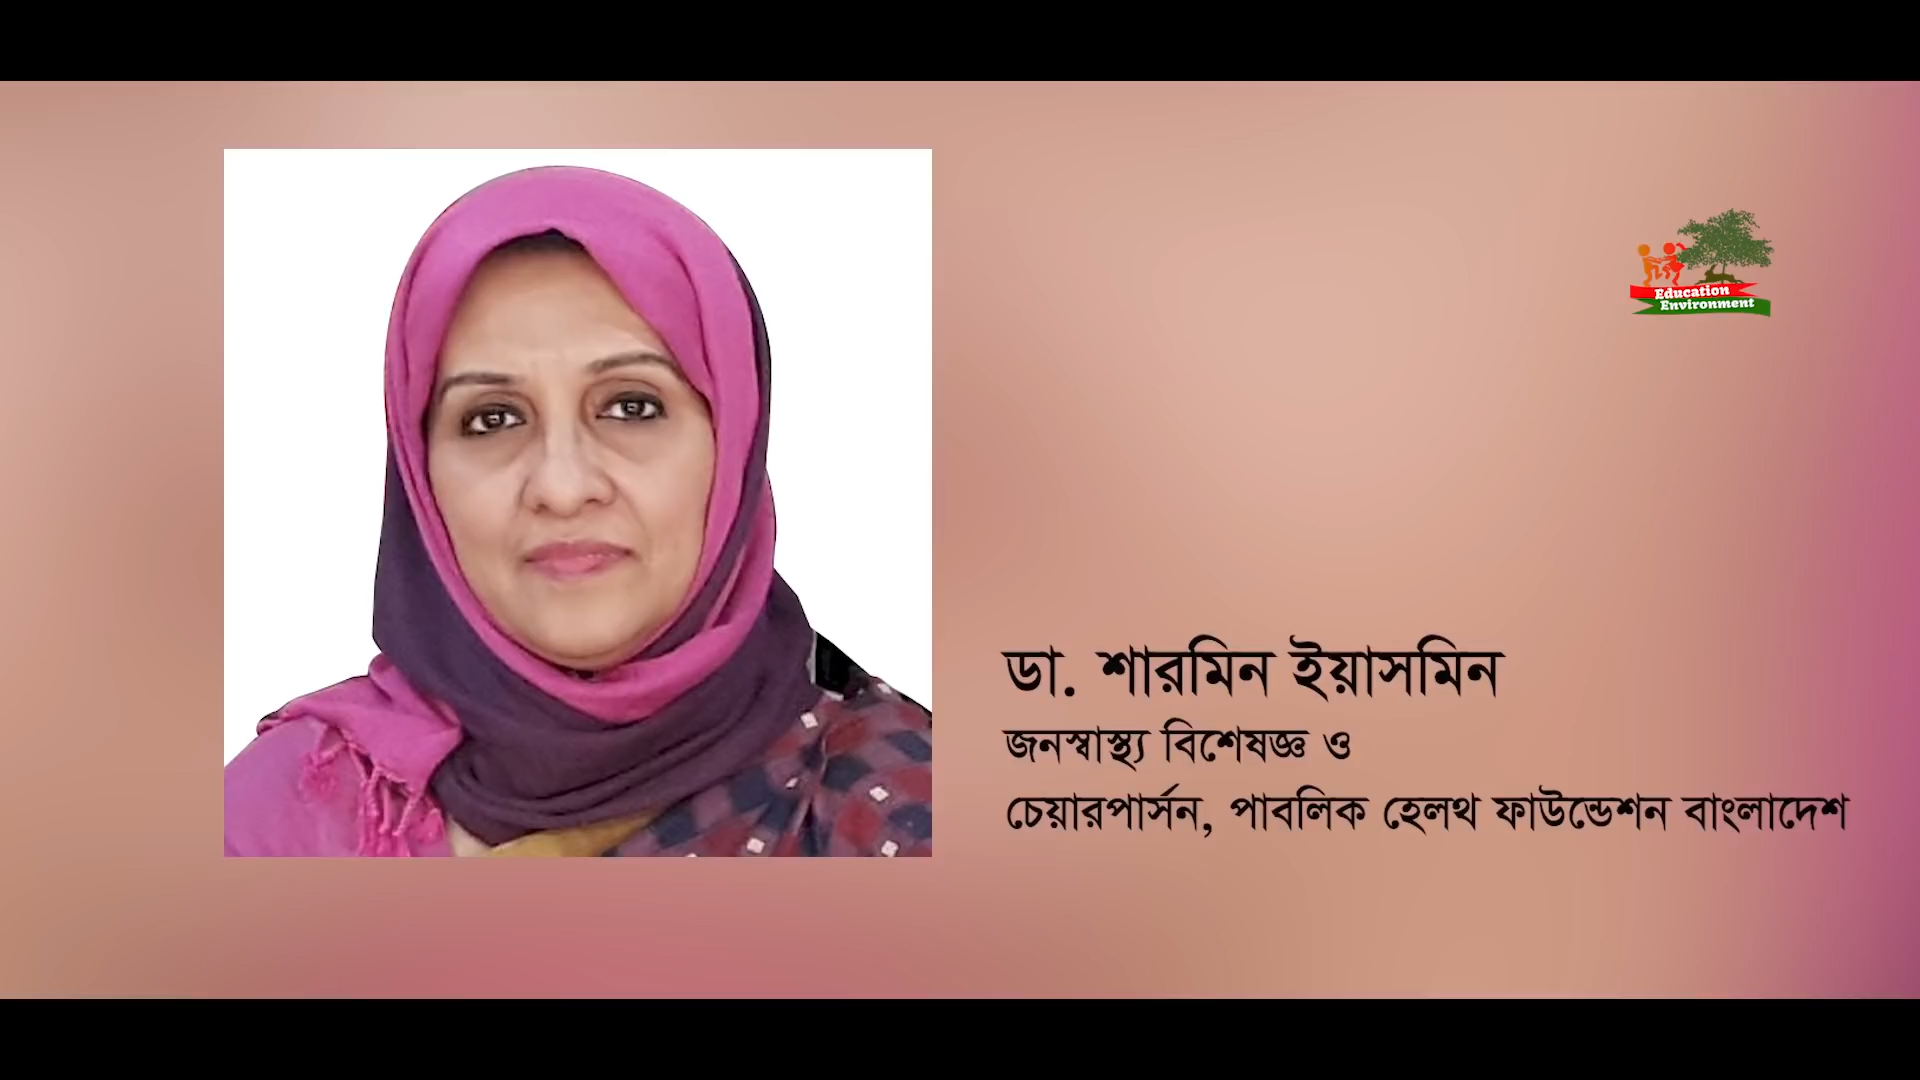 Education
Environment
ডা. শারমিন ইয়াসমিন
জনস্বাস্থ্য বিশেষজ্ঞ ও
চেয়ারপার্সন, পাবলিক হেলথ ফাউন্ডেশন বাংলাদেশ